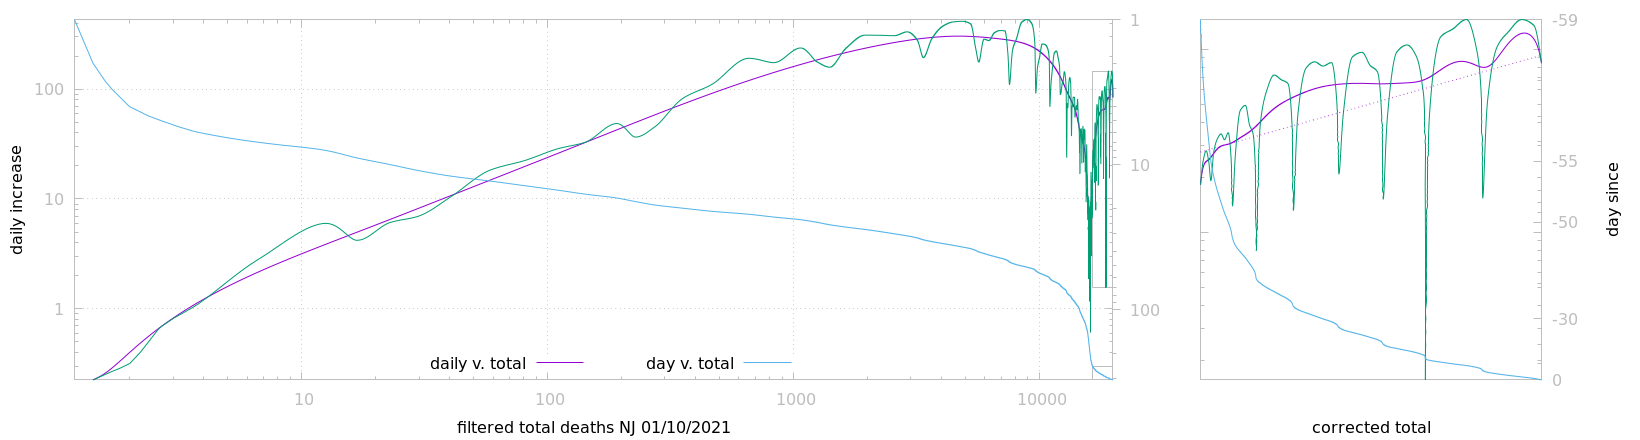 daily increase
100
10
1
10
100
1000
10000
1
10
100
daily v. total
day v. total
filtered total deaths NJ 01/10/2021
-59
-55
-50
-30
0
day since
corrected total